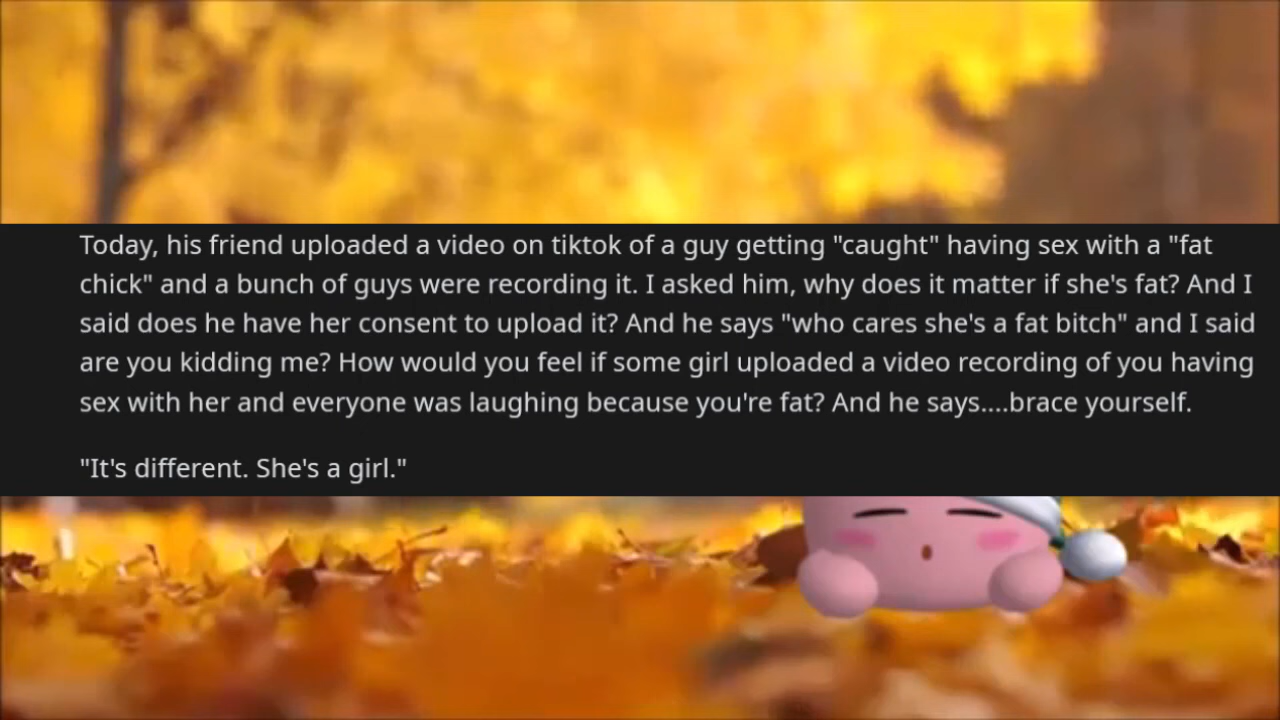 Today, his friend uploaded a video on tiktok of a guy getting "caught" having sex with a "fat
chick" and a bunch of guys were recording it. I asked him, why does it matter if she's fat? And I
said does he have her consent to upload it? And he says "who cares she's a fat bitch" and I said
are you kidding me? How would you feel if some girl uploaded a video recording of you having
sex with her and everyone was laughing because you're fat? And he says....brace yourself.
"It's different. She's a girl."